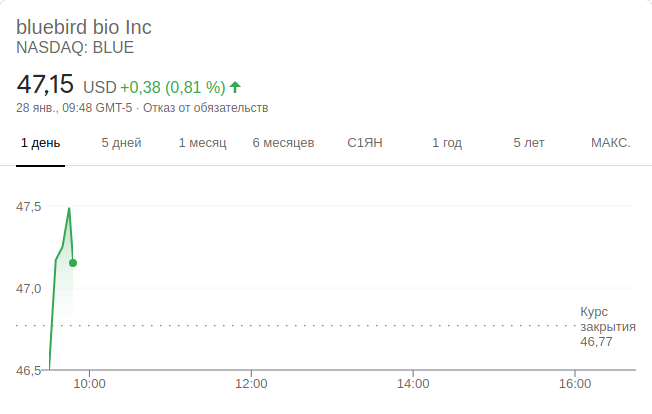 bluebird bio Inc
NASDAQ: BLUE
47,15 USD +0,38 (0,81 %)
28 янв., 09:48 GMT-5 · Отказ от обязательств
1 день 5 дней 1 месяц 6 месяцев С1ЯН 1 год 5 лет МАКС.
47,5
47,0
Курс
закрытия
46,77
46,5
10:00 12:00 14:00 16:00